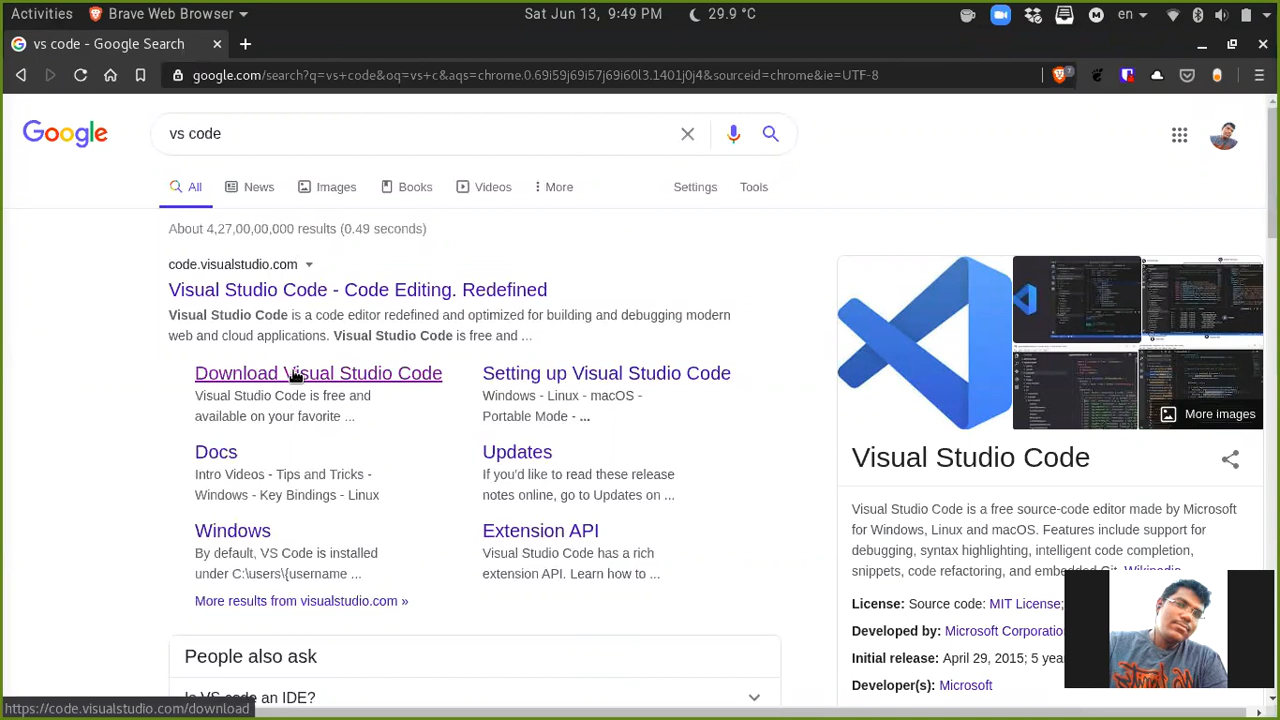 Activities Brave Web Browser Sat Jun 13, 9:49 PM 29.9 °C en
vs code - Google Search
google.com/search?q=vs+code&oq=vs+c&aqs=chrome.0.69i59j69i57j69i60l3.1401j0j4&sourceid=chrome&ie=UTF-8 7
Google
vs code
All News Images Books Videos More Settings Tools
About 4,27,00,00,000 results (0.49 seconds)
code.visualstudio.com
Visual Studio Code - Code Editing. Redefined
Visual Studio Code is a code editor redefined and optimized for building and debugging modern
web and cloud applications. Visual Studio Code is free and ...
Download Visual Studio Code
Visual Studio Code is free and
available on your favorite ...
Setting up Visual Studio Code
Windows - Linux - macOS -
Portable Mode - ...
Docs
Intro Videos - Tips and Tricks -
Windows - Key Bindings - Linux
Updates
If you'd like to read these release
notes online, go to Updates on ...
Windows
By default, VS Code is installed
under C:\users\{username ...
Extension API
Visual Studio Code has a rich
extension API. Learn how to ...
More results from visualstudio.com »
People also ask
Is VS code an IDE?
More images
Visual Studio Code
Visual Studio Code is a free source-code editor made by Microsoft
for Windows, Linux and macOS. Features include support for
debugging, syntax highlighting, intelligent code completion,
snippets, code refactoring, and embedded Git. Wikipedia
License: Source code: MIT License;
Developed by: Microsoft Corporatio
Initial release: April 29, 2015; 5 yea
Developer(s): Microsoft
https://code.visualstudio.com/download